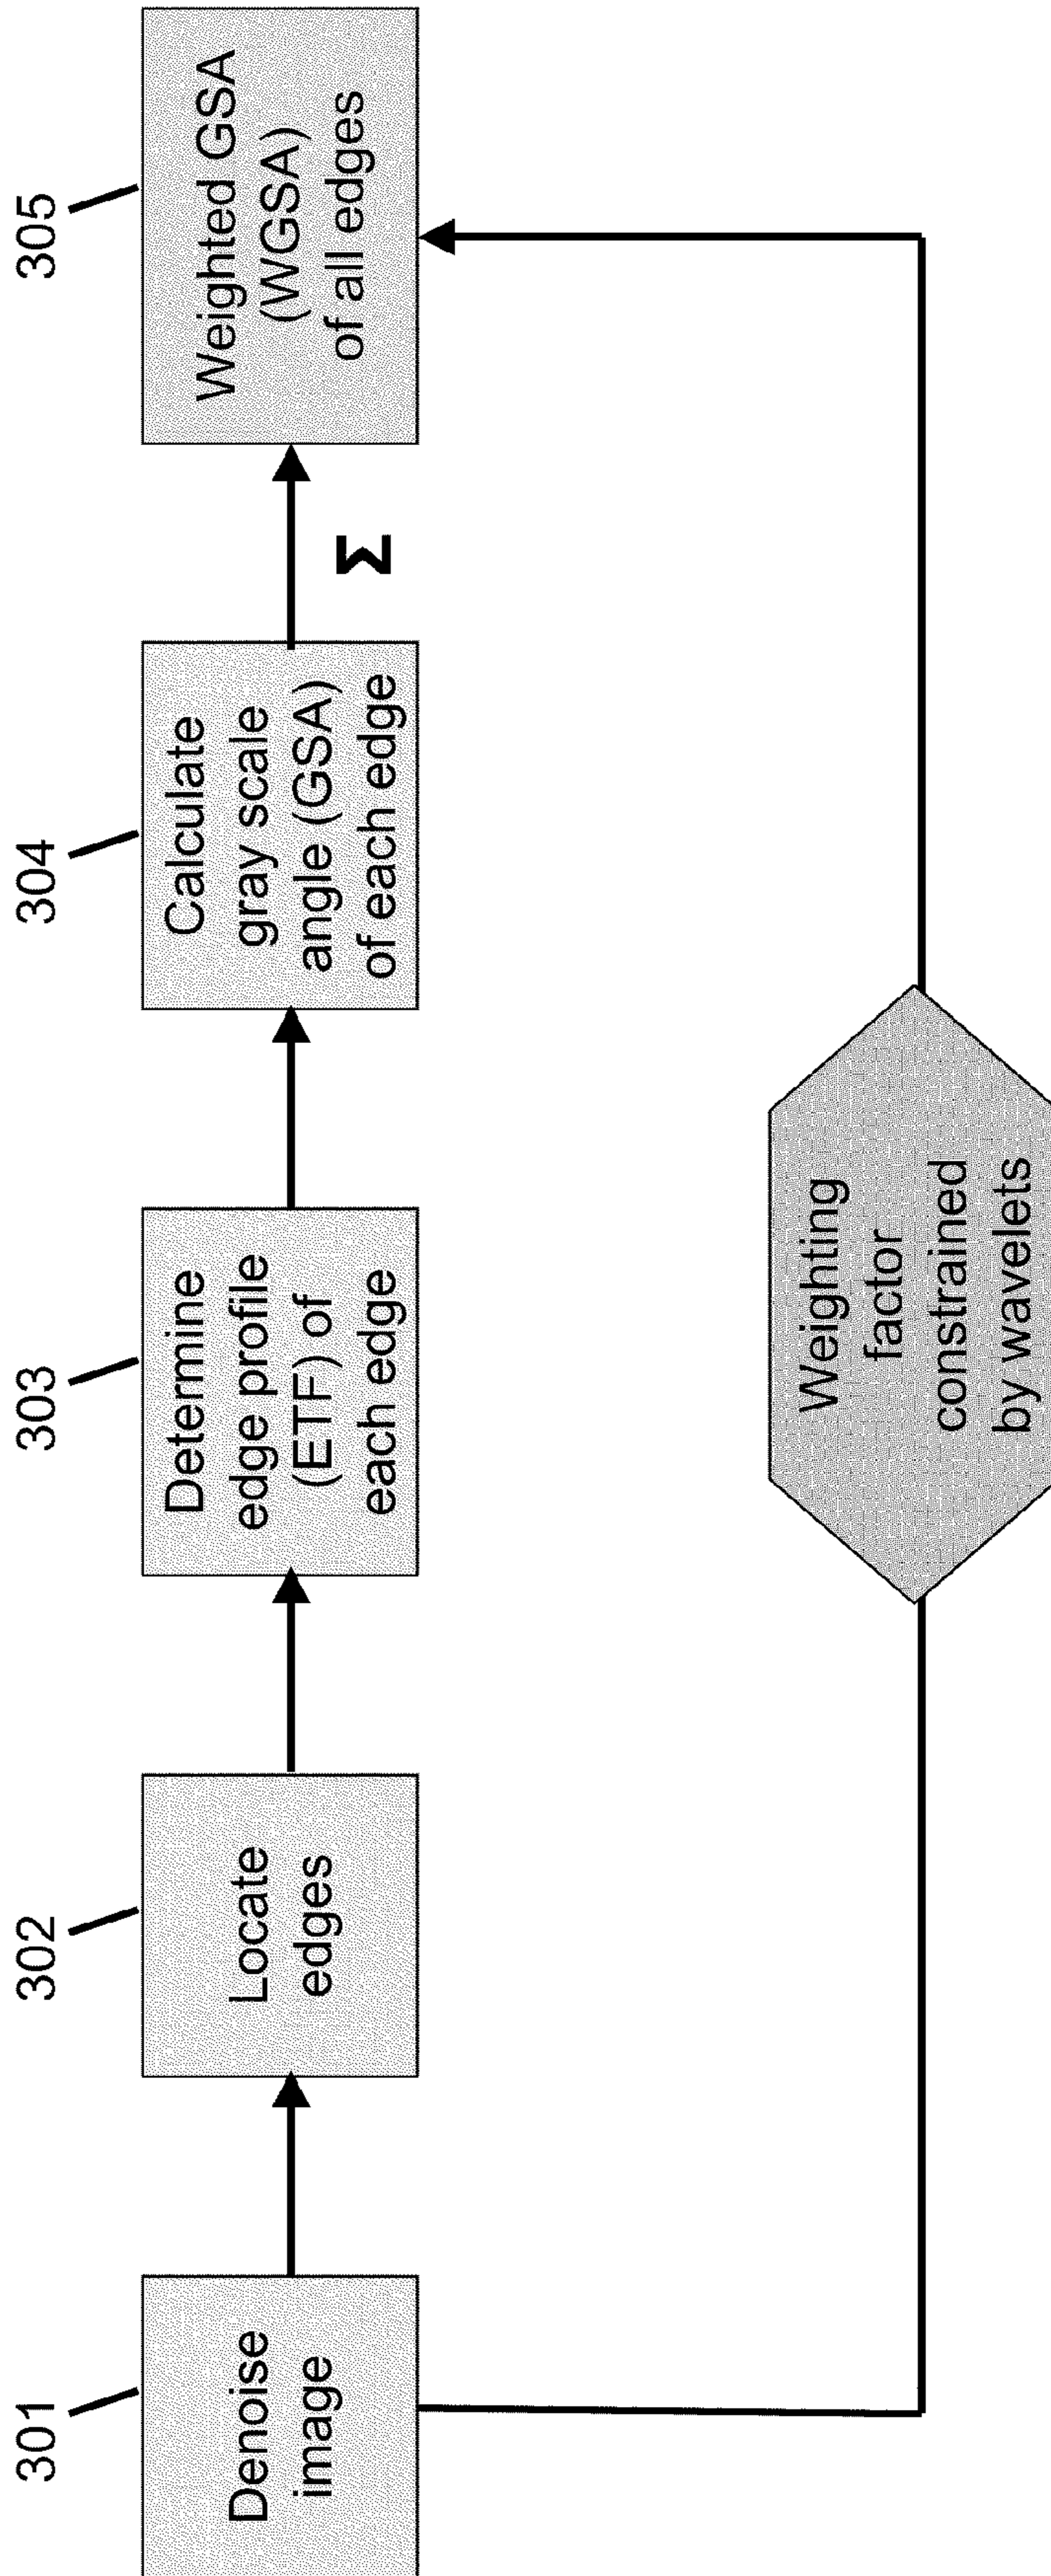 301
Denoise
image
302
Locate
edges
303
Determine
edge profile
(ETF) of
each edge
304
Calculate
gray scale
angle (GSA)
of each edge
Σ
305
Weighted GSA
(WGSA)
of all edges
Weighting
factor
constrained
by wavelets